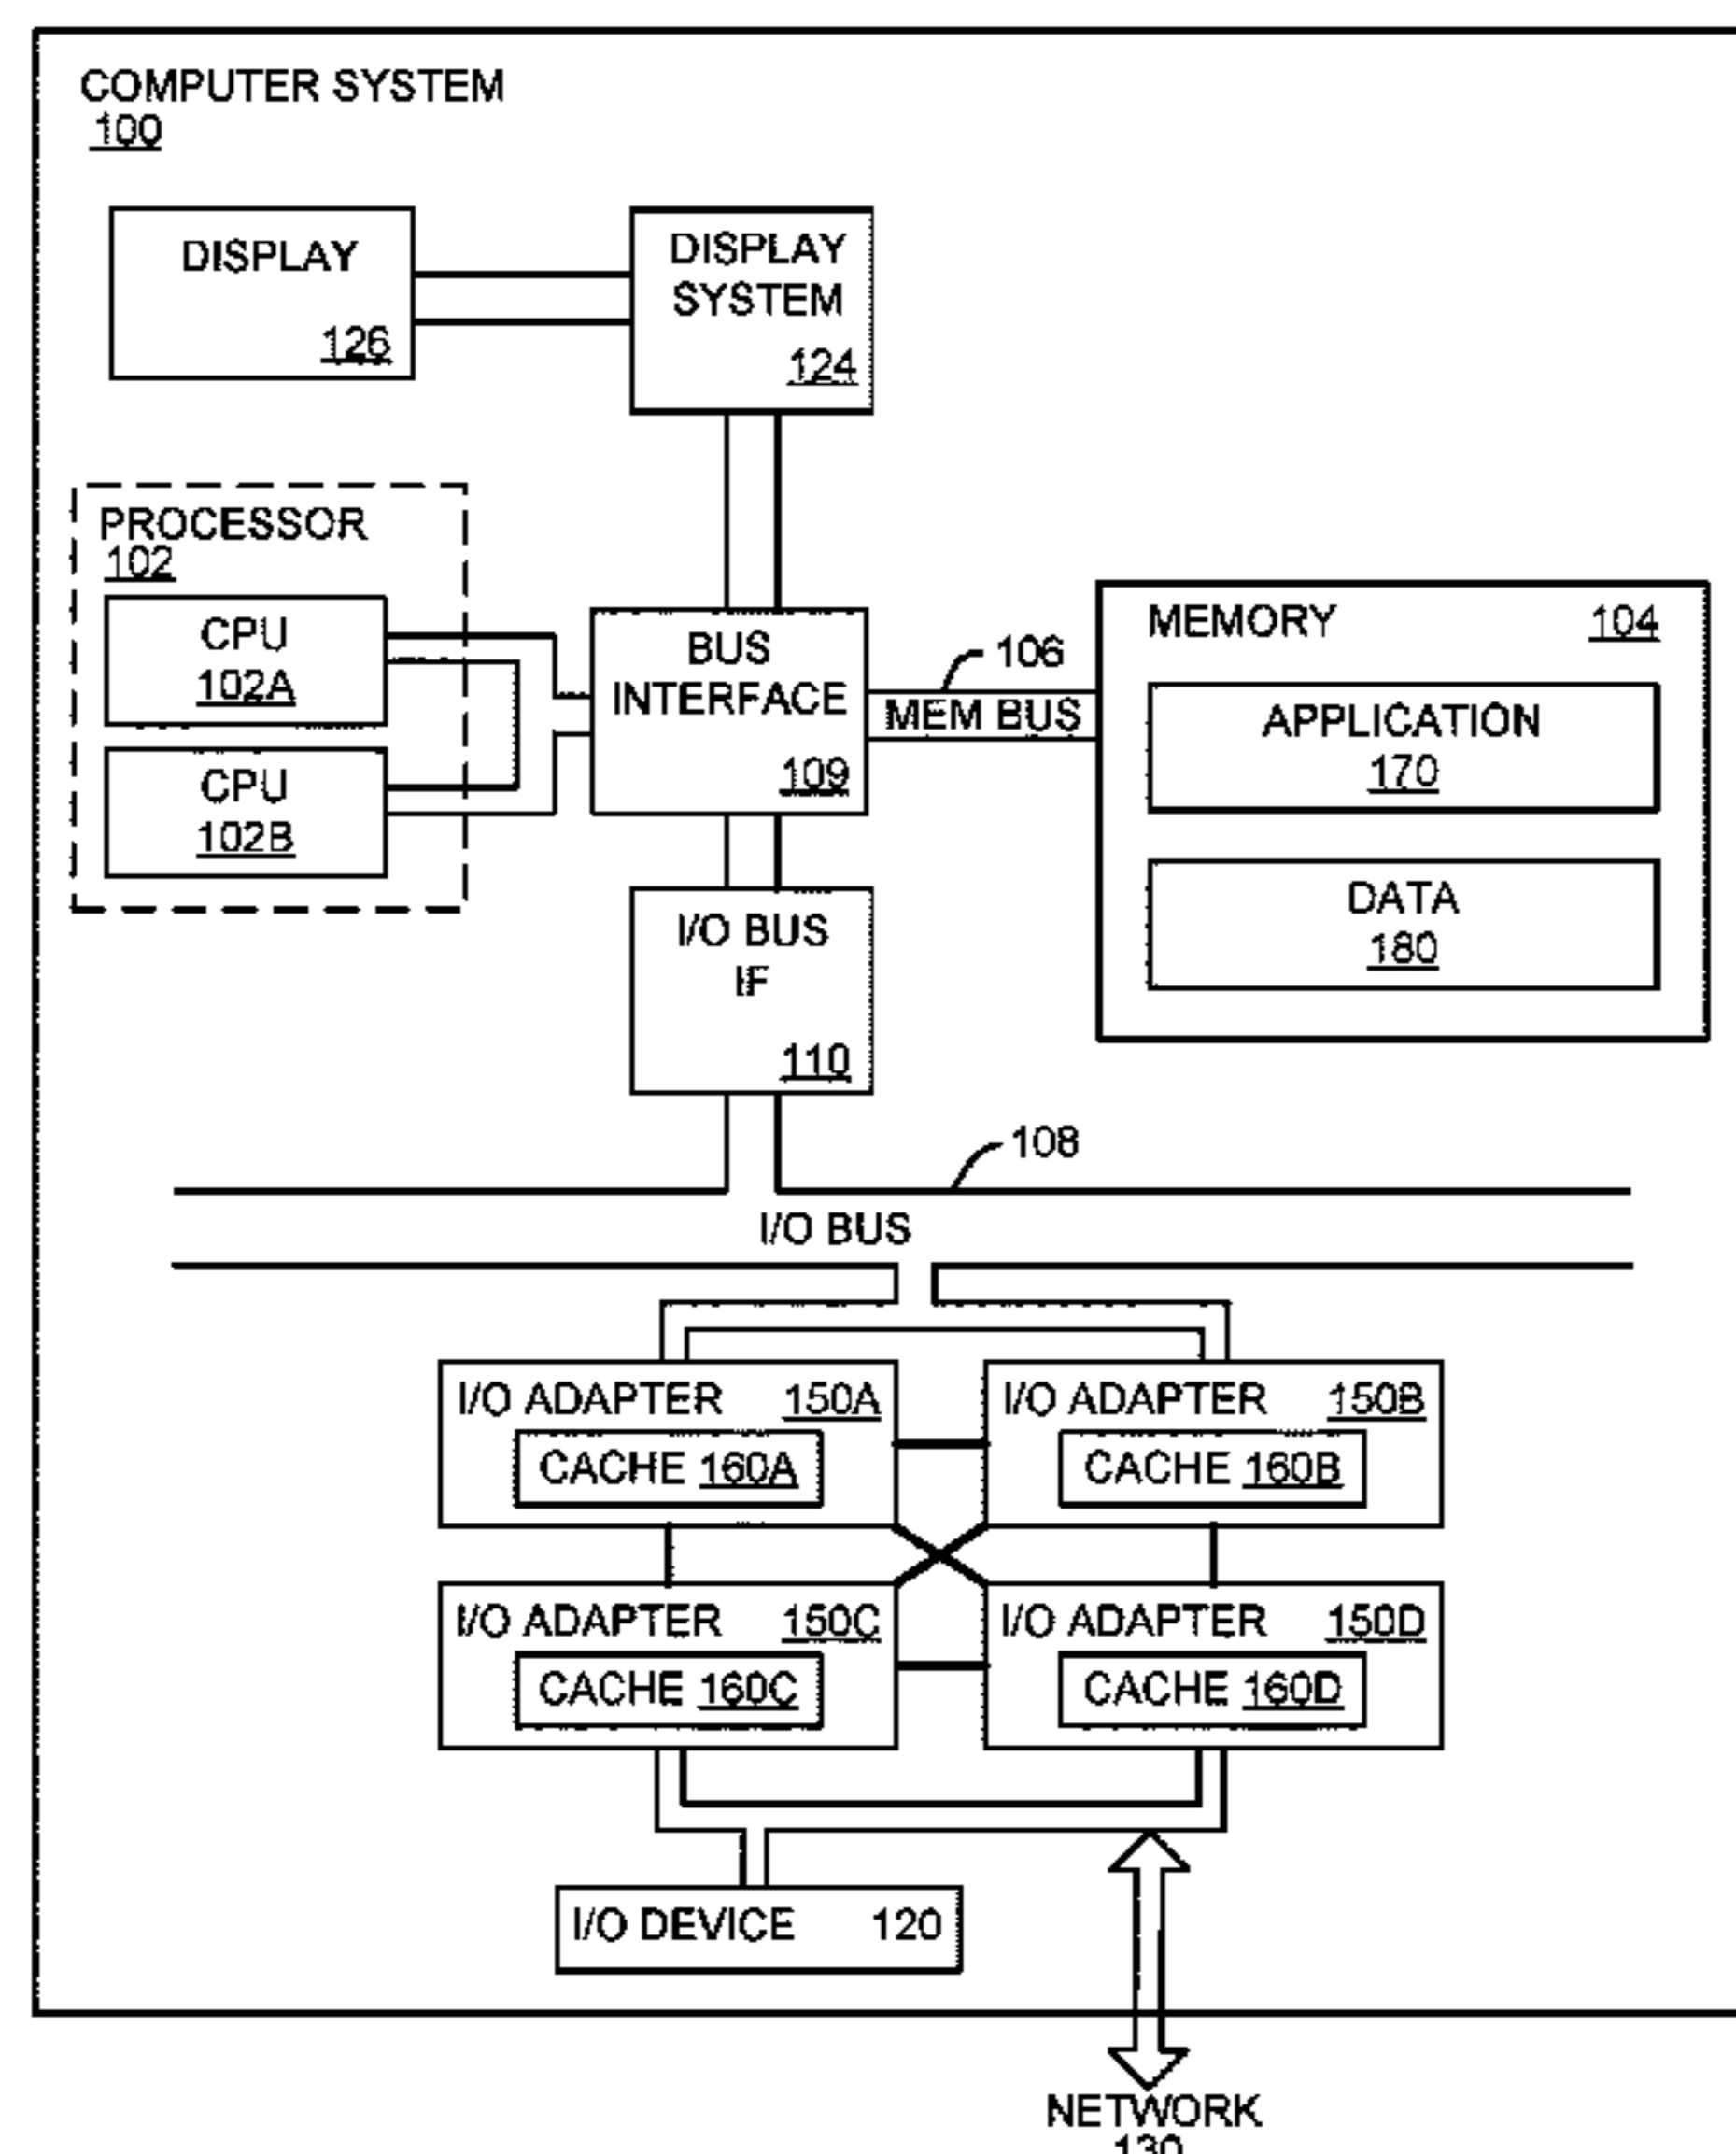 COMPUTER SYSTEM
100
DISPLAY
126
DISPLAY
SYSTEM
124
PROCESSOR
102
CPU
102A
CPU
102B
BUS
INTERFACE
109
106
MEM BUS
MEMORY 104
APPLICATION
170
DATA
180
I/O BUS
IF
110
108
I/O BUS
I/O ADAPTER 150A
CACHE 160A
I/O ADAPTER 150B
CACHE 160B
I/O ADAPTER 150C
CACHE 160C
I/O ADAPTER 150D
CACHE 160D
I/O DEVICE 120
NETWORK
130